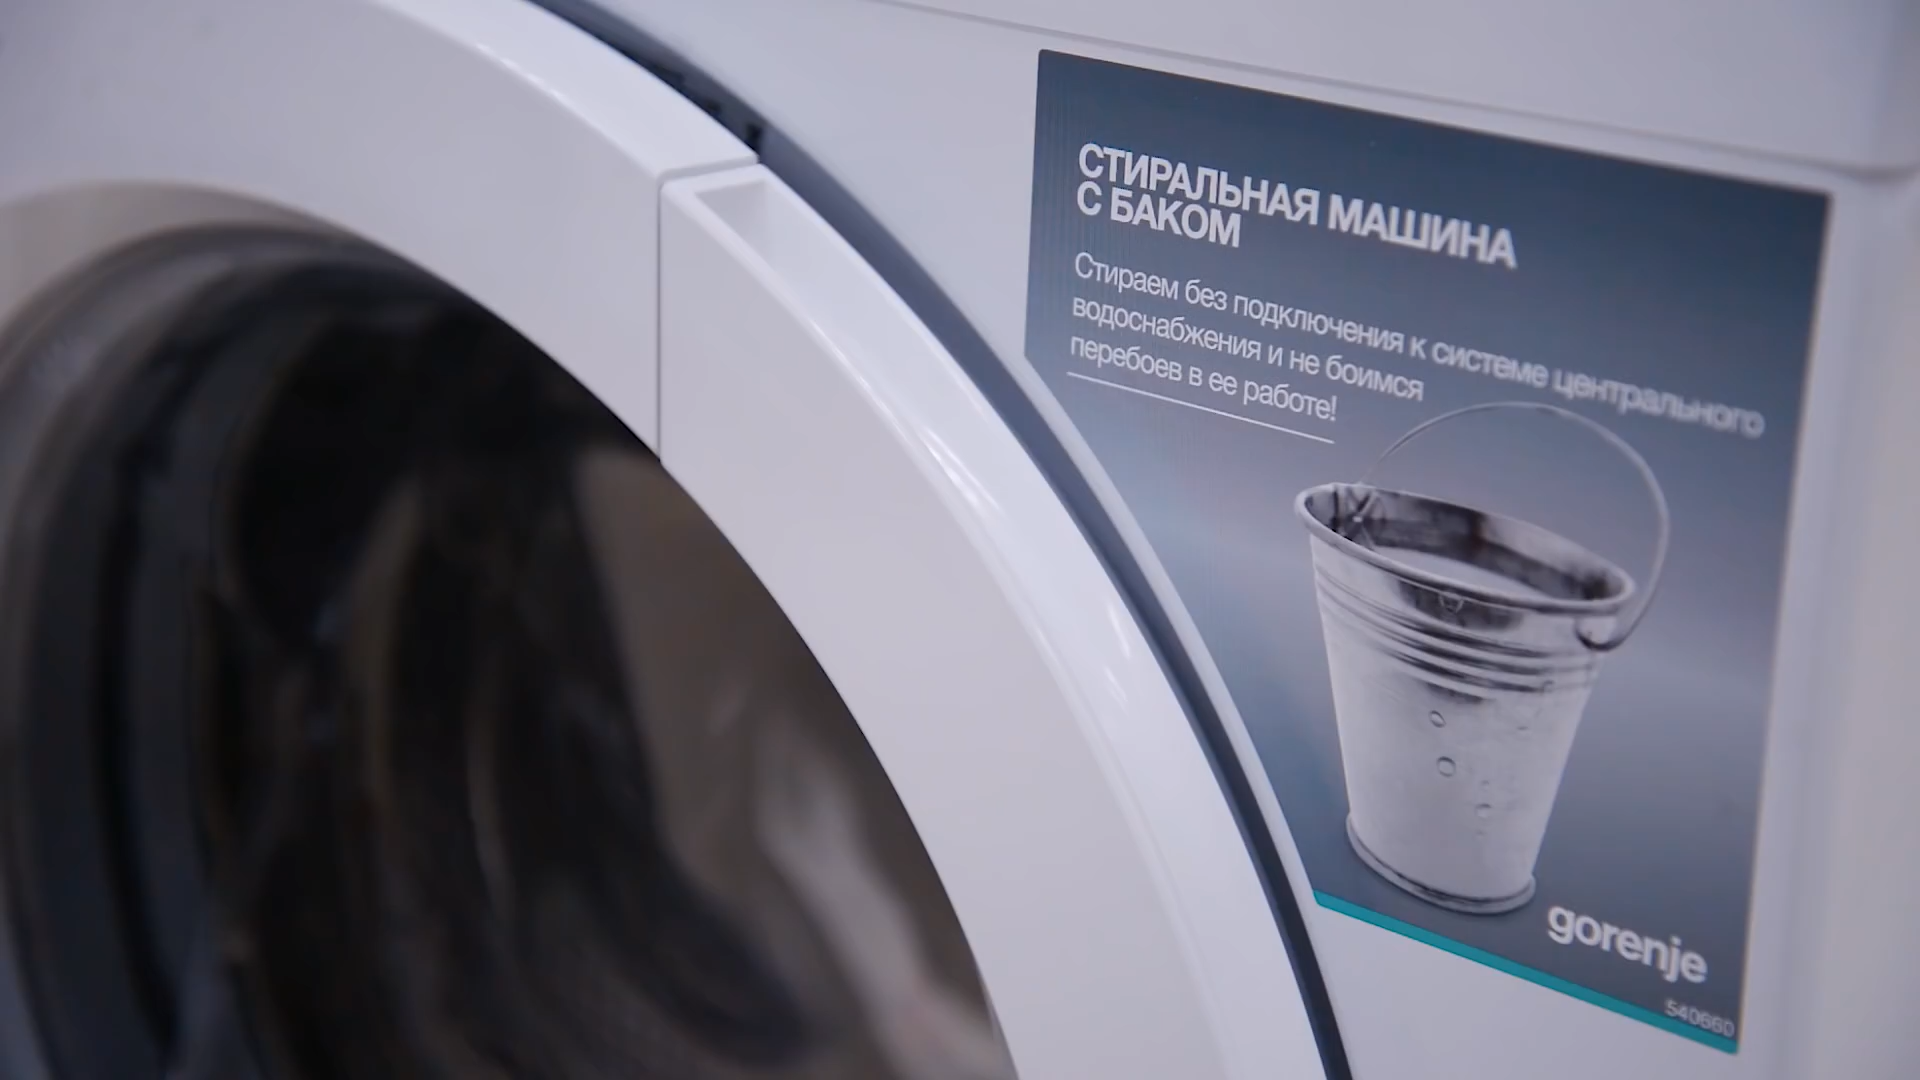 СТИРАЛЬНАЯ МАШИНА
С БАКОМ
Стираем без подключения к системе центрального
водоснабжения и не боимся
перебоев в ее работе!
gorenje
540660